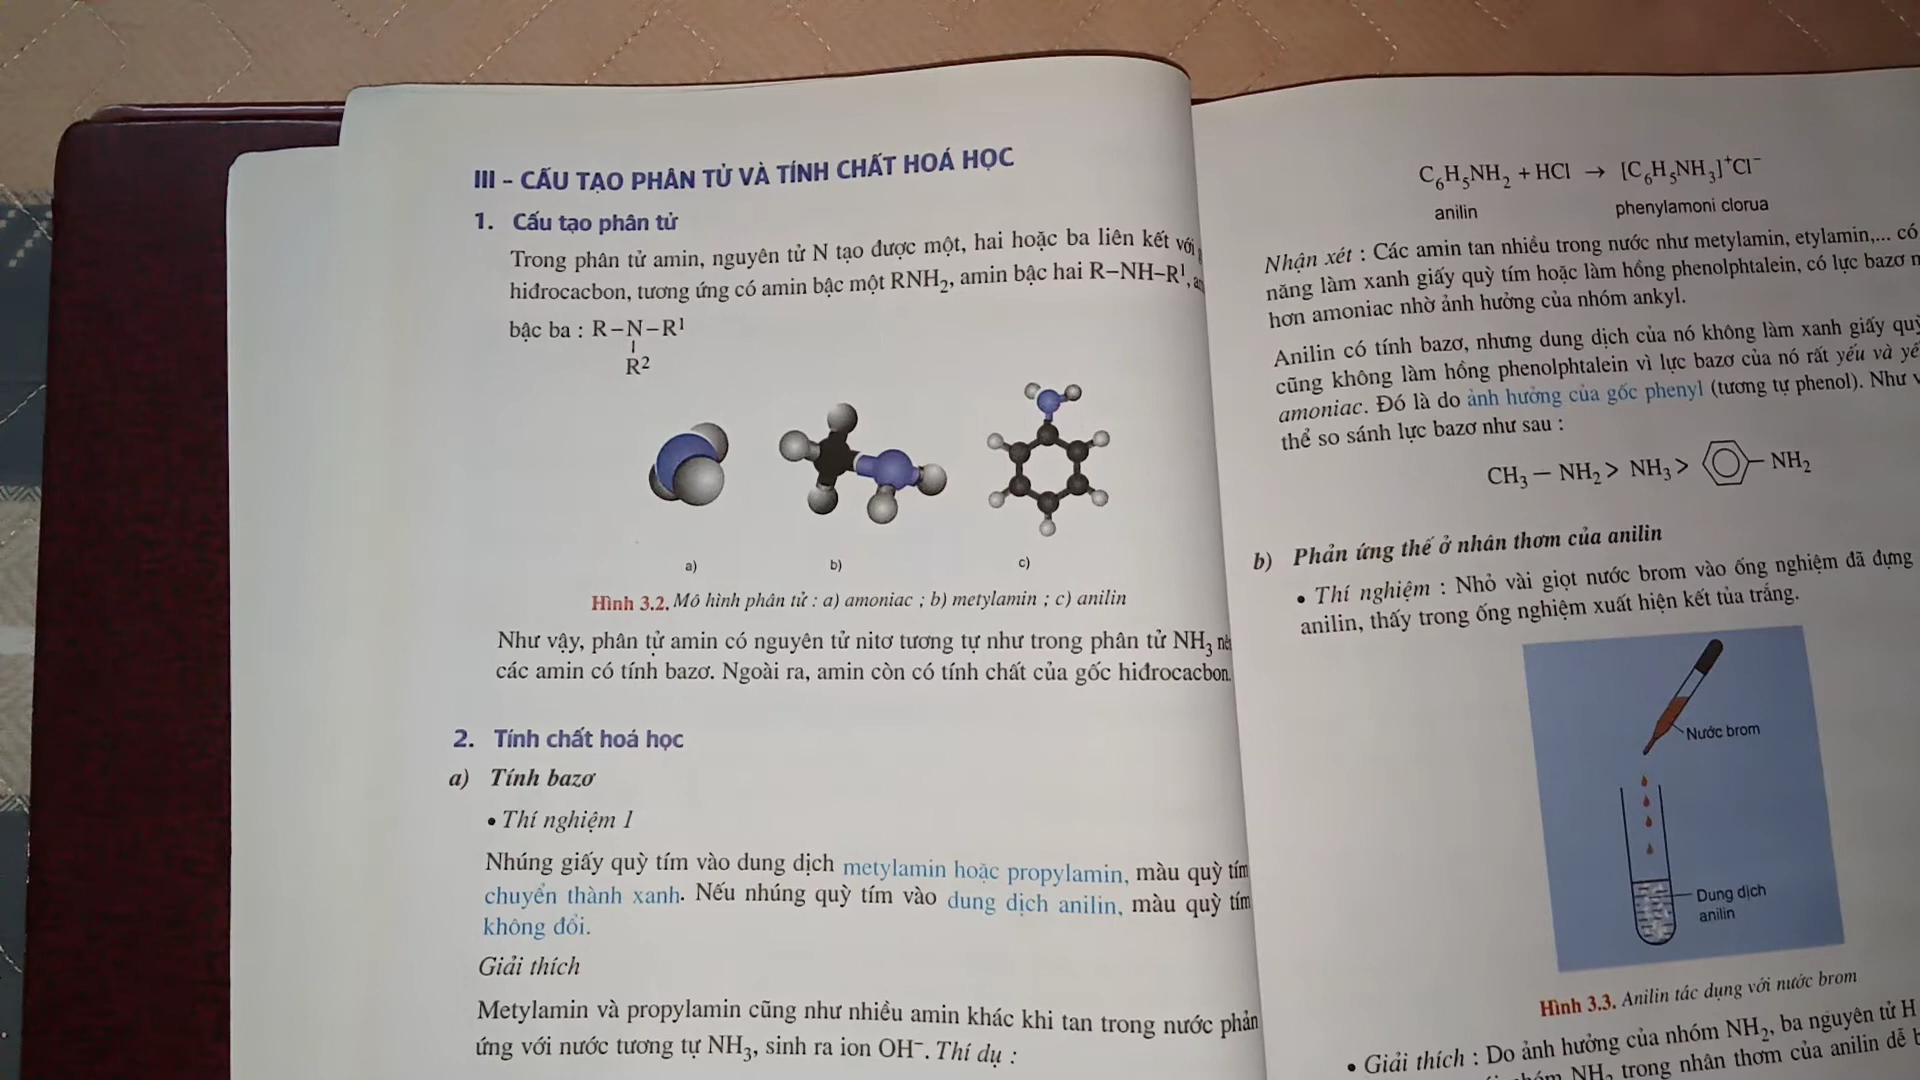 III - CẤU TẠO PHÂN TỬ VÀ TÍNH CHẤT HOÁ HỌC
1. Cấu tạo phân tử
Trong phân tử amin, nguyên tử N tạo được một, hai hoặc ba liên kết với
hiđrocacbon, tương ứng có amin bậc một RNH₂, amin bậc hai R–NH–R¹,
bậc ba : R–N–R¹
R²
a)
b)
c)
Hình 3.2. Mô hình phân tử : a) amoniac ; b) metylamin ; c) anilin
Như vậy, phân tử amin có nguyên tử nitơ tương tự như trong phân tử NH₃
các amin có tính bazơ. Ngoài ra, amin còn có tính chất của gốc hiđrocacbon.
2. Tính chất hoá học
a) Tính bazơ
• Thí nghiệm 1
Nhúng giấy quỳ tím vào dung dịch metylamin hoặc propylamin, màu quỳ tím
chuyển thành xanh. Nếu nhúng quỳ tím vào dung dịch anilin, màu quỳ tím
không đổi.
Giải thích
Metylamin và propylamin cũng như nhiều amin khác khi tan trong nước phản
ứng với nước tương tự NH₃, sinh ra ion OH⁻. Thí dụ :
C₆H₅NH₂ + HCl → [C₆H₅NH₃]⁺Cl⁻
anilin phenylamoni clorua
Nhận xét : Các amin tan nhiều trong nước như metylamin, etylamin,... có
năng làm xanh giấy quỳ tím hoặc làm hồng phenolphtalein, có lực bazơ
hơn amoniac nhờ ảnh hưởng của nhóm ankyl.
Anilin có tính bazơ, nhưng dung dịch của nó không làm xanh giấy quỳ
cũng không làm hồng phenolphtalein vì lực bazơ của nó rất yếu và
amoniac. Đó là do ảnh hưởng của gốc phenyl (tương tự phenol). Như
thể so sánh lực bazơ như sau :
CH₃ – NH₂ > NH₃ > – NH₂
b) Phản ứng thế ở nhân thơm của anilin
• Thí nghiệm : Nhỏ vài giọt nước brom vào ống nghiệm đã đựng
anilin, thấy trong ống nghiệm xuất hiện kết tủa trắng.
Nước brom
Dung dịch
anilin
Hình 3.3. Anilin tác dụng với nước brom
• Giải thích : Do ảnh hưởng của nhóm NH₂, ba nguyên tử H
NH₂ trong nhân thơm của anilin dễ